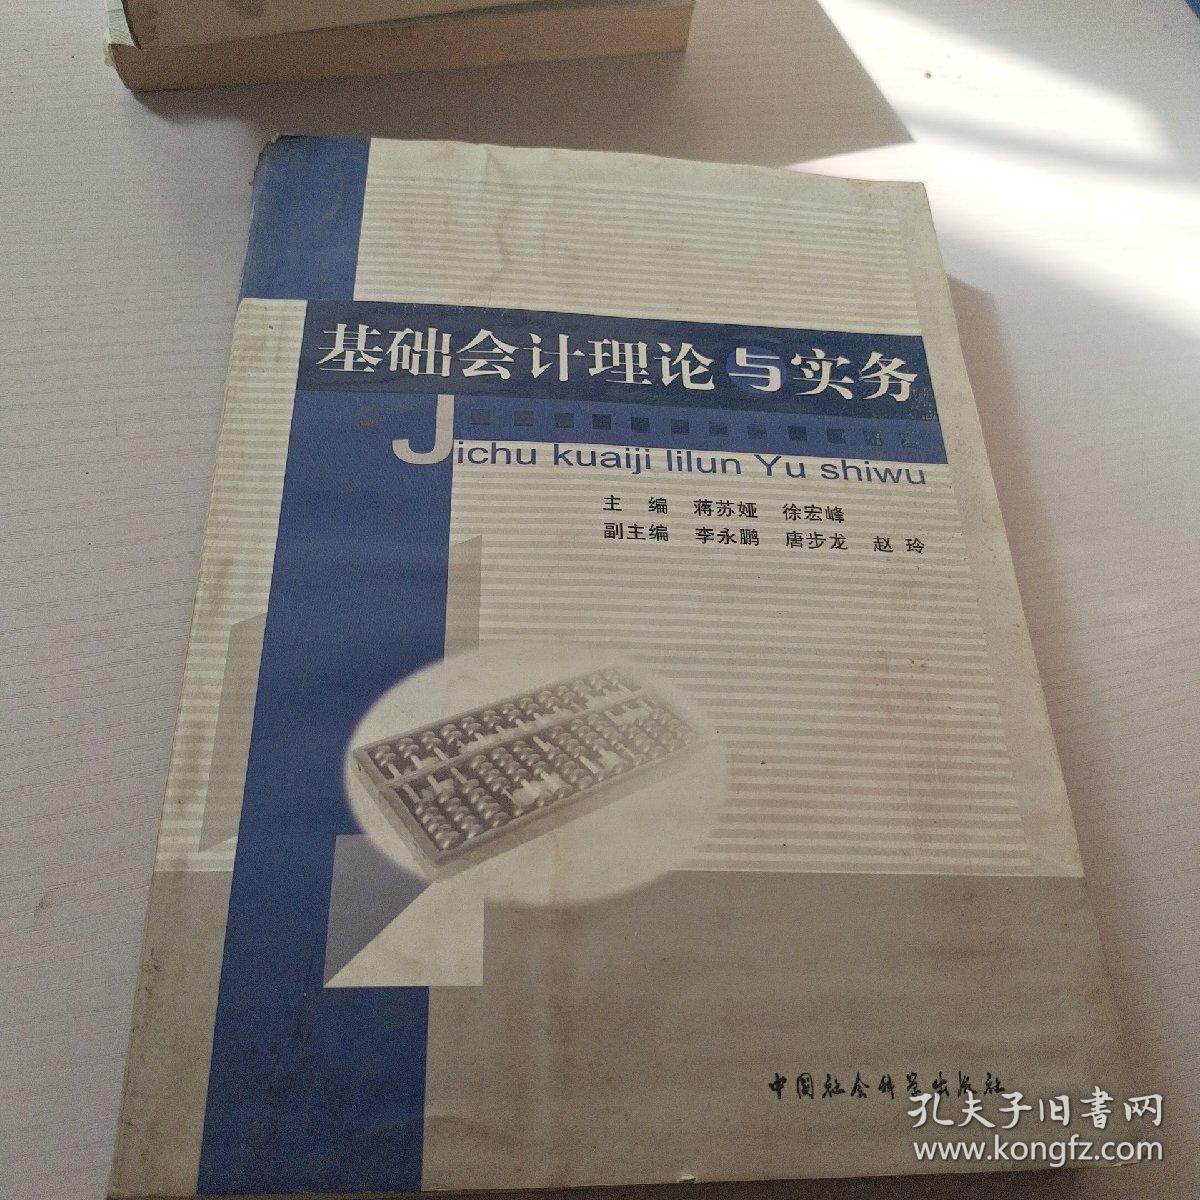 基础会计理论与实务
Jichu kuaiji lilun Yu shiwu
主 编 蒋苏娅 徐宏峰
副主编 李永鹏 唐步龙 赵 玲
中国社会科学出版社
孔夫子旧書网
www.kongfz.com